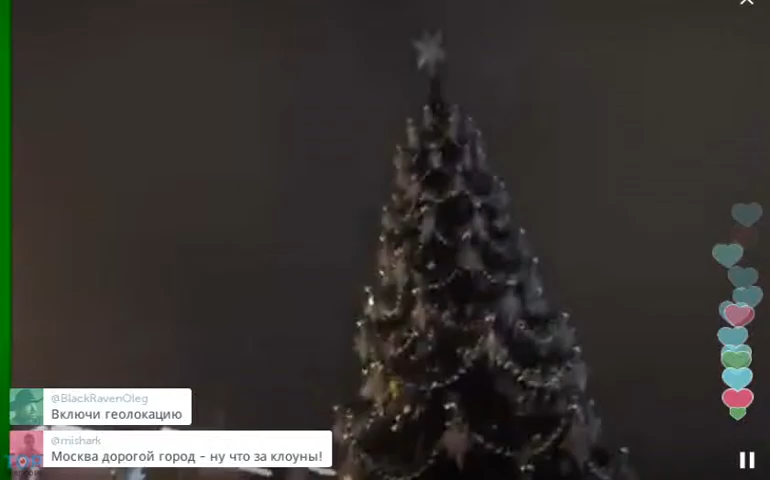 @BlackRavenOleg
Включи геолокацию
@mishark
Москва дорогой город - ну что за клоуны!